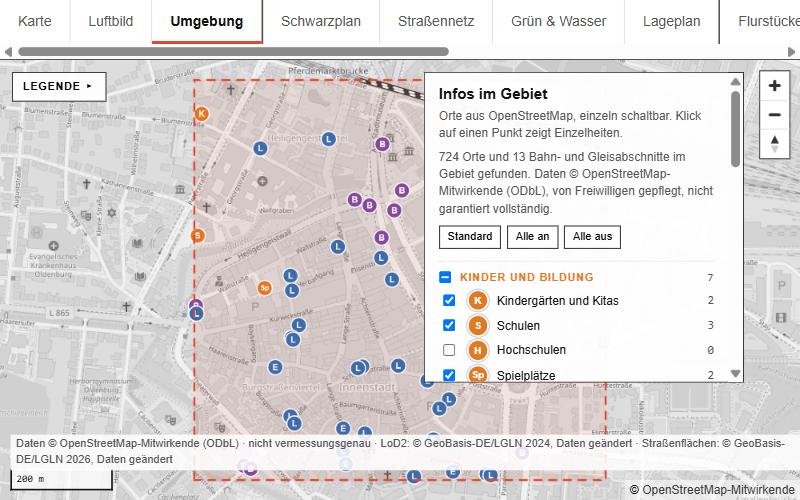 Karte
Luftbild
Umgebung
Schwarzplan
Straßennetz
Grün & Wasser
Lageplan
Flurstücke
LEGENDE
Pferdemarktbrücke
Infos im Gebiet
Orte aus OpenStreetMap, einzeln schaltbar. Klick
auf einen Punkt zeigt Einzelheiten.
724 Orte und 13 Bahn- und Gleisabschnitte im
Gebiet gefunden. Daten © OpenStreetMap-
Mitwirkende (ODbL), von Freiwilligen gepflegt, nicht
garantiert vollständig.
Standard
Alle an
Alle aus
KINDER UND BILDUNG 7
K Kindergärten und Kitas 2
S Schulen 3
H Hochschulen 0
Sp Spielplätze 2
Evangelisches
Krankenhaus
Oldenburg
L 865
Wallstraße
Heiligengeistwall
Kurwickstraße
Burgstraßenviertel
Innenstadt
Daten © OpenStreetMap-Mitwirkende (ODbL) · nicht vermessungsgenau · LoD2: © GeoBasis-DE/LGLN 2024, Daten geändert · Straßenflächen: © GeoBasis-
DE/LGLN 2026, Daten geändert
200 m
© OpenStreetMap-Mitwirkende